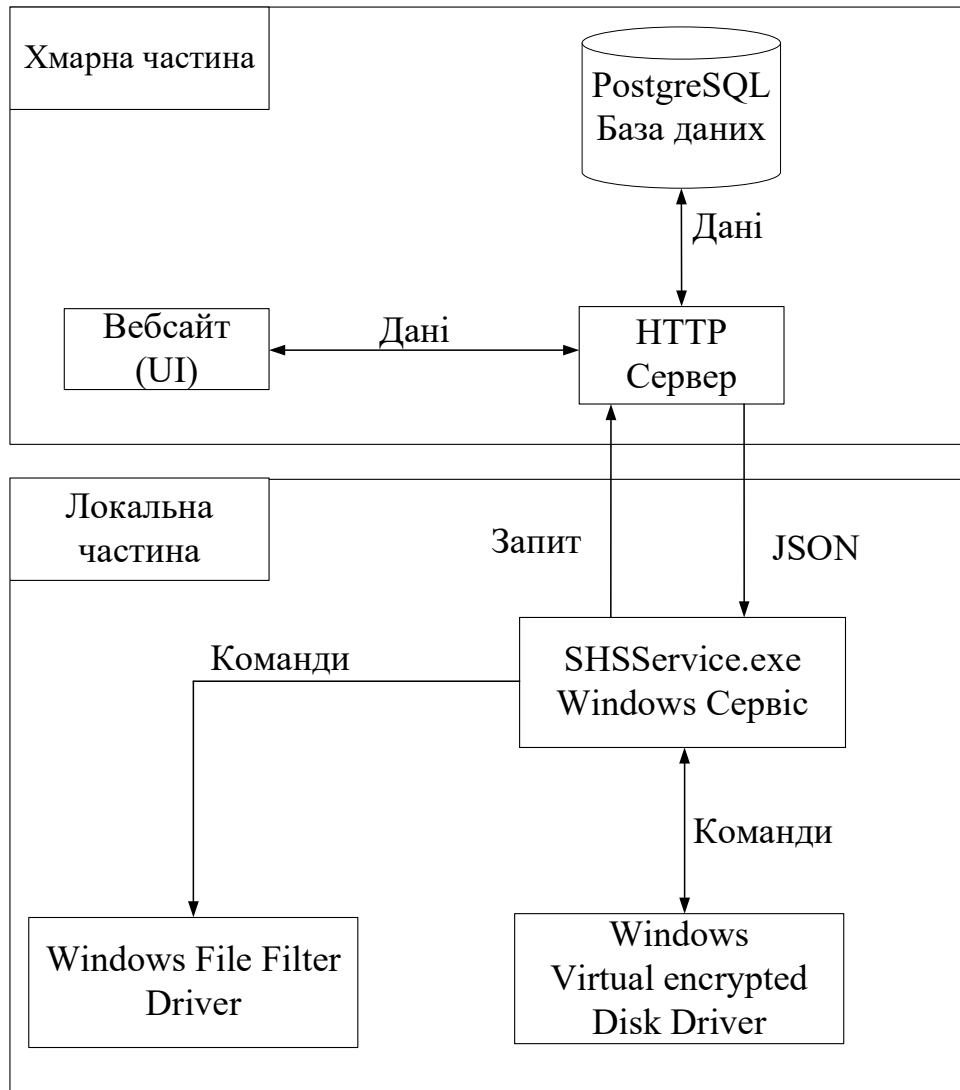 Хмарна частина
PostgreSQL
База даних
Дані
Вебсайт
(UI)
Дані
HTTP
Сервер
Локальна
частина
Запит
JSON
SHSService.exe
Windows Сервіс
Команди
Команди
Windows File Filter
Driver
Windows
Virtual encrypted
Disk Driver